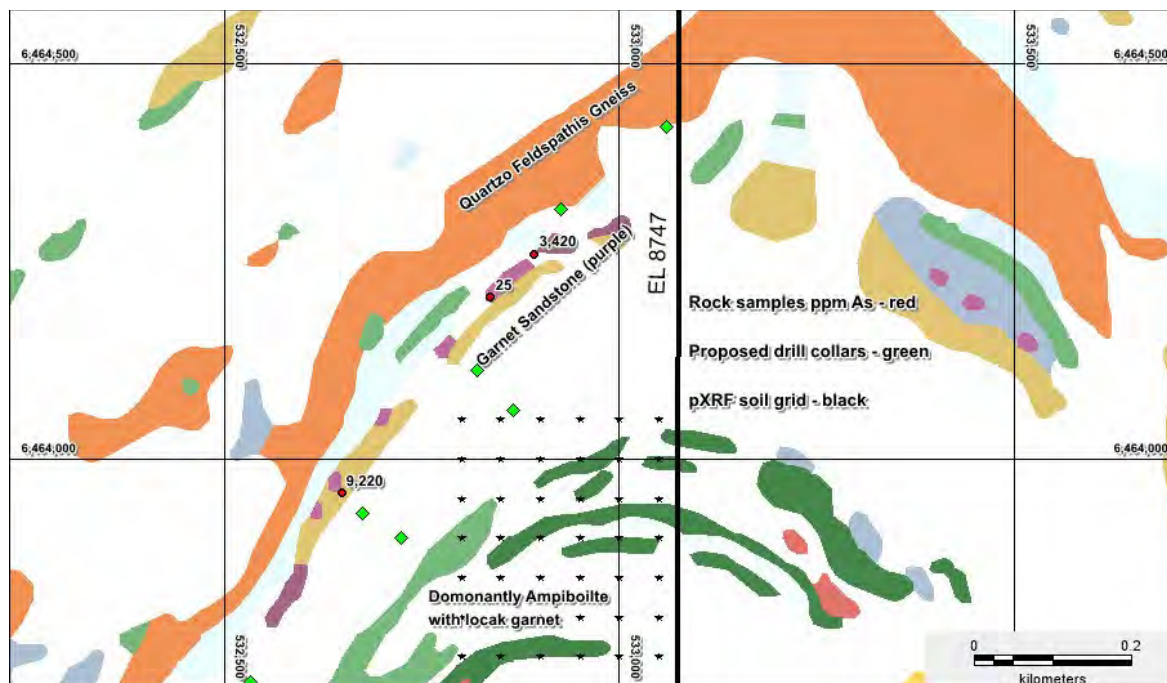 532,500
533,000
533,500
6,464,500
6,464,500
Quartzo Feldspathis Gneiss
3,420
25
Garnet Sandstone (purple)
EL 8747
Rock samples ppm As - red
Proposed drill collars - green
pXRF soil grid - black
6,464,000
6,464,000
9,220
Domonantly Ampiboilte
with locak garnet
532,500
533,000
533,500
0
0.2
kilometers